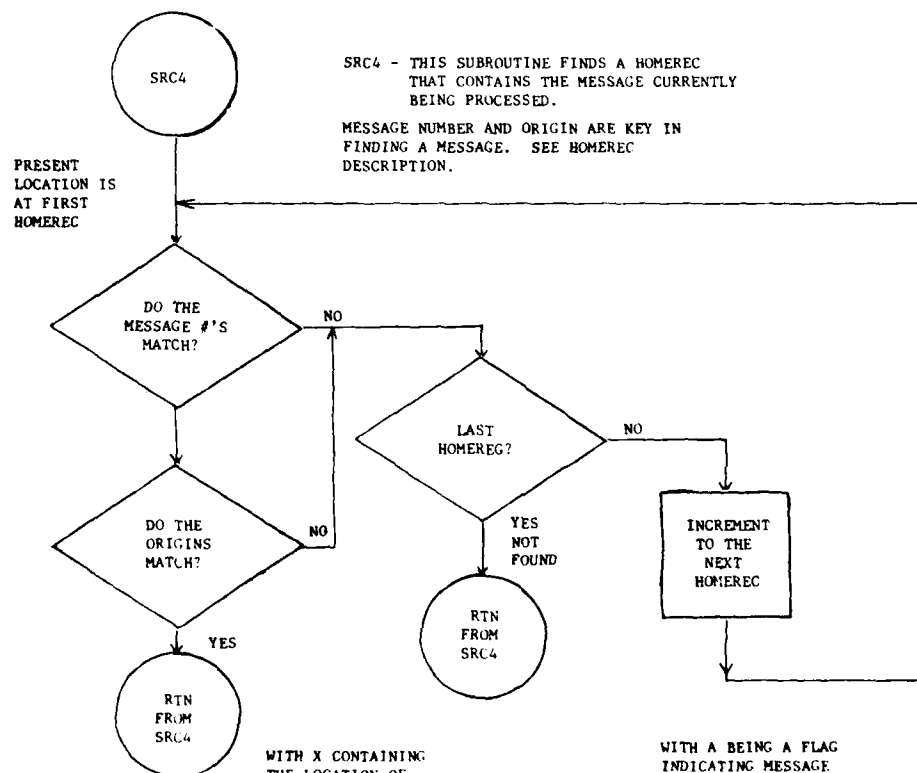 SRC4
SRC4 - THIS SUBROUTINE FINDS A HOMEREC
THAT CONTAINS THE MESSAGE CURRENTLY
BEING PROCESSED.
MESSAGE NUMBER AND ORIGIN ARE KEY IN
FINDING A MESSAGE. SEE HOMEREC
DESCRIPTION.
PRESENT
LOCATION IS
AT FIRST
HOMEREC
DO THE
MESSAGE #'S
MATCH?
NO
LAST
HOMEREG?
NO
DO THE
ORIGINS
MATCH?
NO
YES
NOT
FOUND
INCREMENT
TO THE
NEXT
HOMEREC
RTN
FROM
SRC4
YES
RTN
FROM
SRC4
WITH X CONTAINING
THE LOCATION OF
WITH A BEING A FLAG
INDICATING MESSAGE